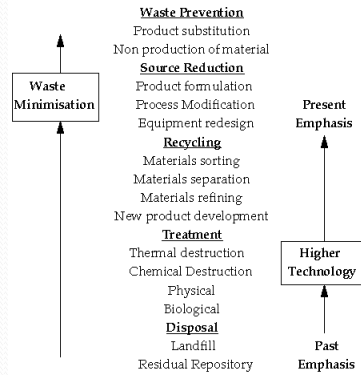 Waste Prevention
Product substitution
Non production of material
Source Reduction
Product formulation
Process Modification
Equipment redesign
Recycling
Materials sorting
Materials separation
Materials refining
New product development
Treatment
Thermal destruction
Chemical Destruction
Physical
Biological
Disposal
Landfill
Residual Repository
Waste
Minimisation
Present
Emphasis
Higher
Technology
Past
Emphasis